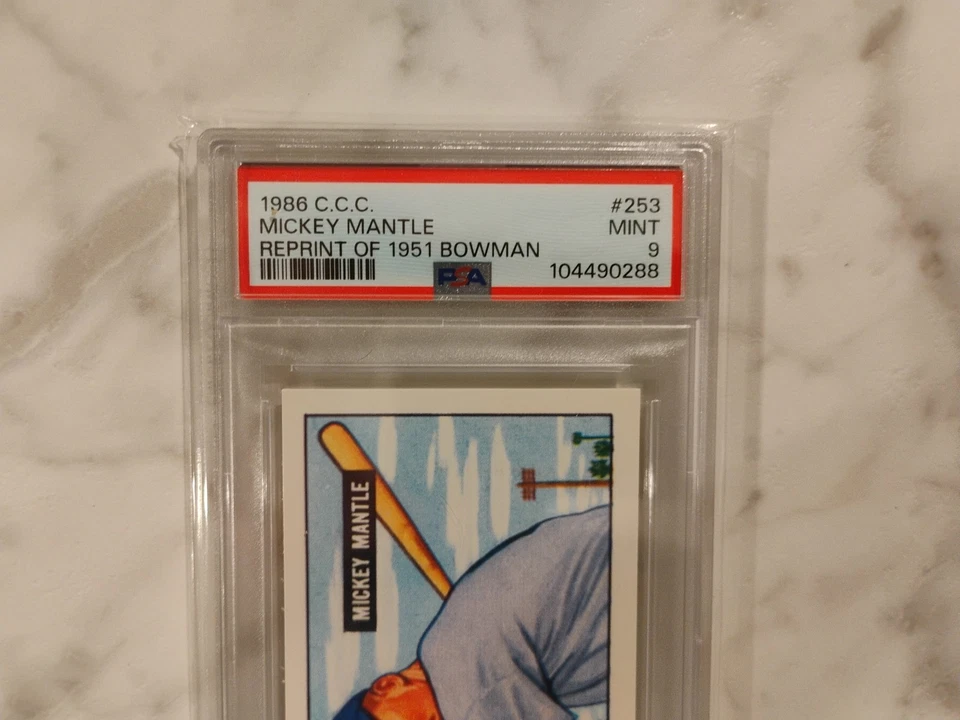 1986 C.C.C. #253
MICKEY MANTLE MINT
REPRINT OF 1951 BOWMAN 9
PSA 104490288
MICKEY MANTLE